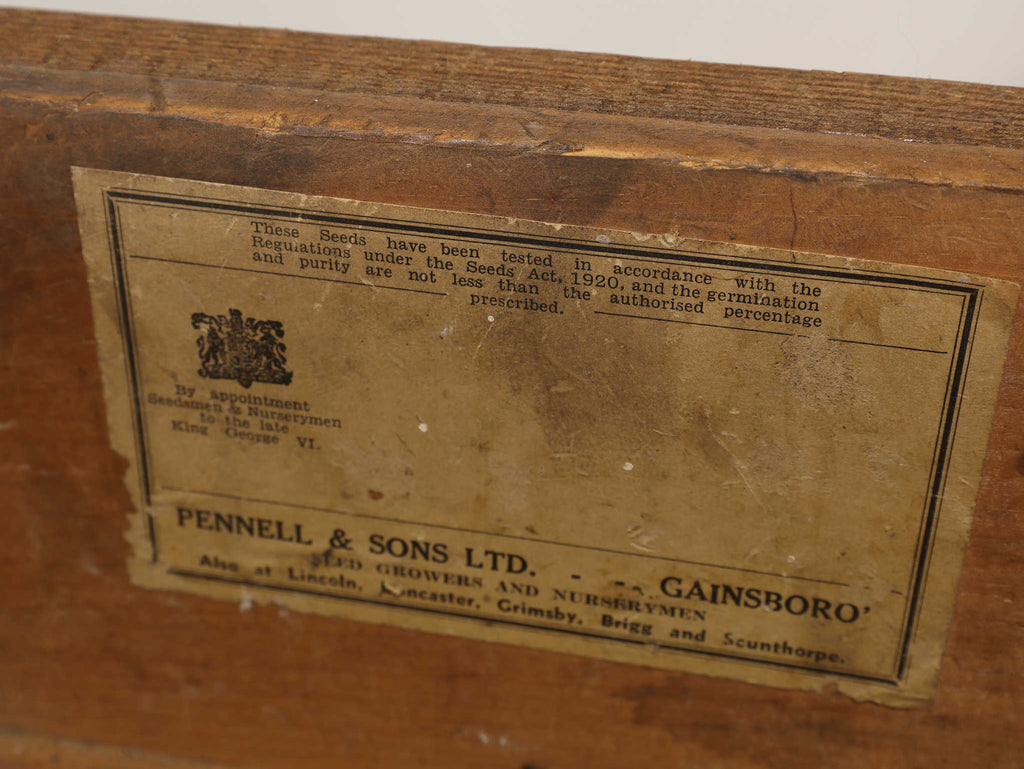 These Seeds have been tested in accordance with the
Regulations under the Seeds Act, 1920, and the germination
and purity are not less than the authorised percentage
prescribed.
By appointment
Seedsmen & Nurserymen
to the late
King George VI.
PENNELL & SONS LTD. - - GAINSBORO'
SEED GROWERS AND NURSERYMEN
Also at Lincoln, Doncaster, Grimsby, Brigg and Scunthorpe.